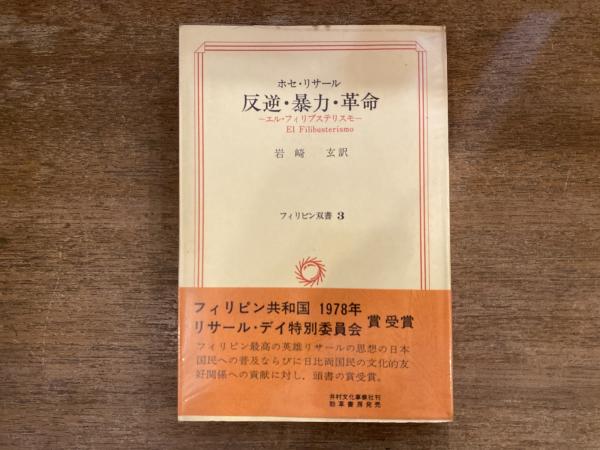 ホセ・リサール
反逆・暴力・革命
−エル・フィリブステリスモ−
El Filibusterismo
岩崎 玄訳
フィリピン双書 3
フィリピン共和国 1978年
リサール・デイ特別委員会 賞受賞
フィリピン最高の英雄リサールの思想の日本
国民への普及ならびに日比両国民の文化的友
好関係への貢献に対し，頭書の賞受賞。
井村文化事業社刊
勁草書房発売